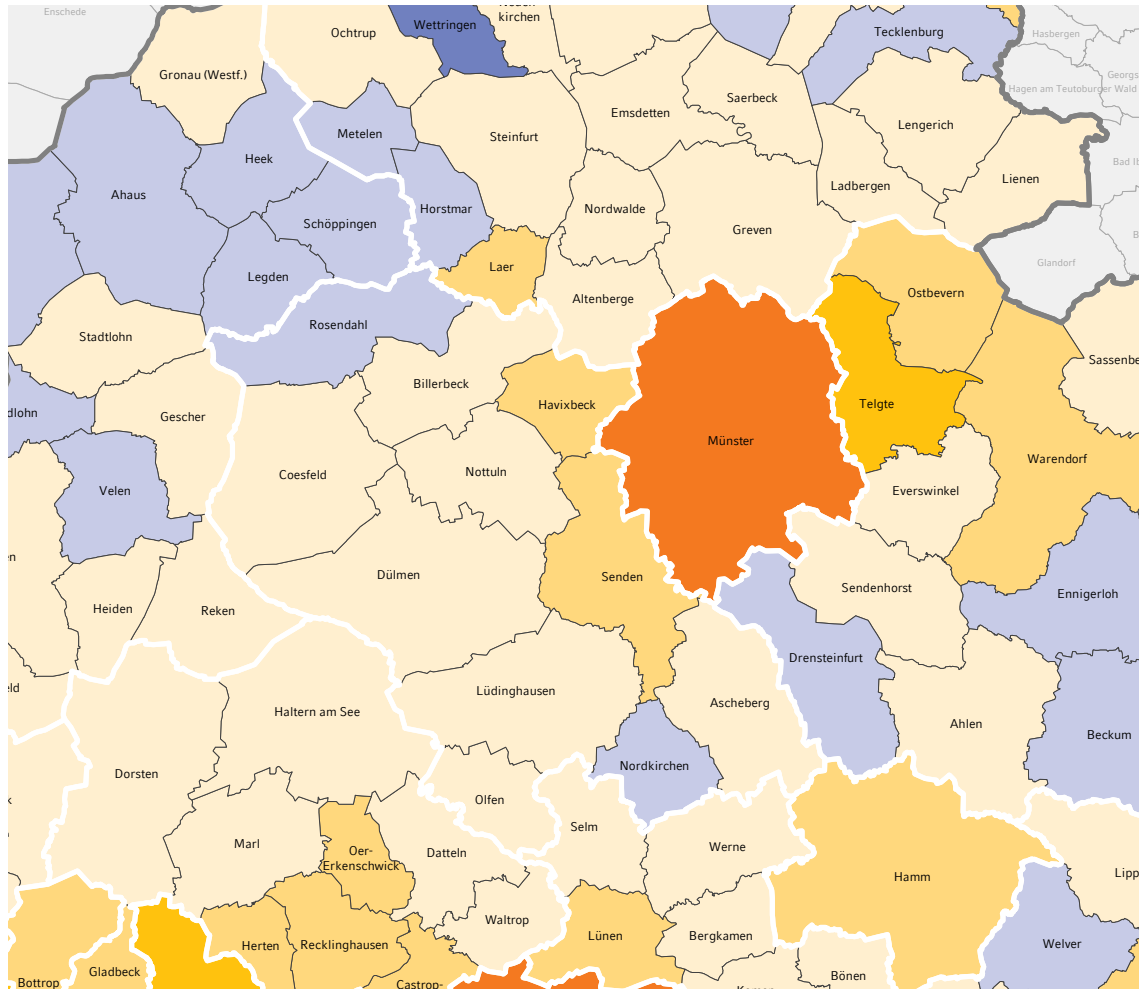 Enschede
Ochtrup
Wettringen
kirchen
Tecklenburg
Hasbergen
Gronau (Westf.)
Georgs
Hagen am Teutoburger Wald
Saerbeck
Emsdetten
Lengerich
Metelen
Steinfurt
Heek
Bad Ib
Lienen
Ladbergen
Ahaus
Horstmar
Nordwalde
Schöppingen
Greven
B
Laer
Glandorf
Legden
Altenberge
Ostbevern
Rosendahl
Stadtlohn
Sassenbe
Billerbeck
Havixbeck
Telgte
dlohn
Gescher
Münster
Warendorf
Coesfeld
Nottuln
Velen
Everswinkel
en
Dülmen
Senden
Sendenhorst
Ennigerloh
Heiden
Reken
Drensteinfurt
eld
Lüdinghausen
Ascheberg
Haltern am See
Ahlen
Beckum
Nordkirchen
Dorsten
Olfen
k
Selm
Marl
Werne
Oer-
Erkenschwick
Datteln
Lipp
Hamm
Waltrop
Lünen
Bergkamen
Herten
Recklinghausen
Welver
Gladbeck
Bönen
Bottrop
Castrop-